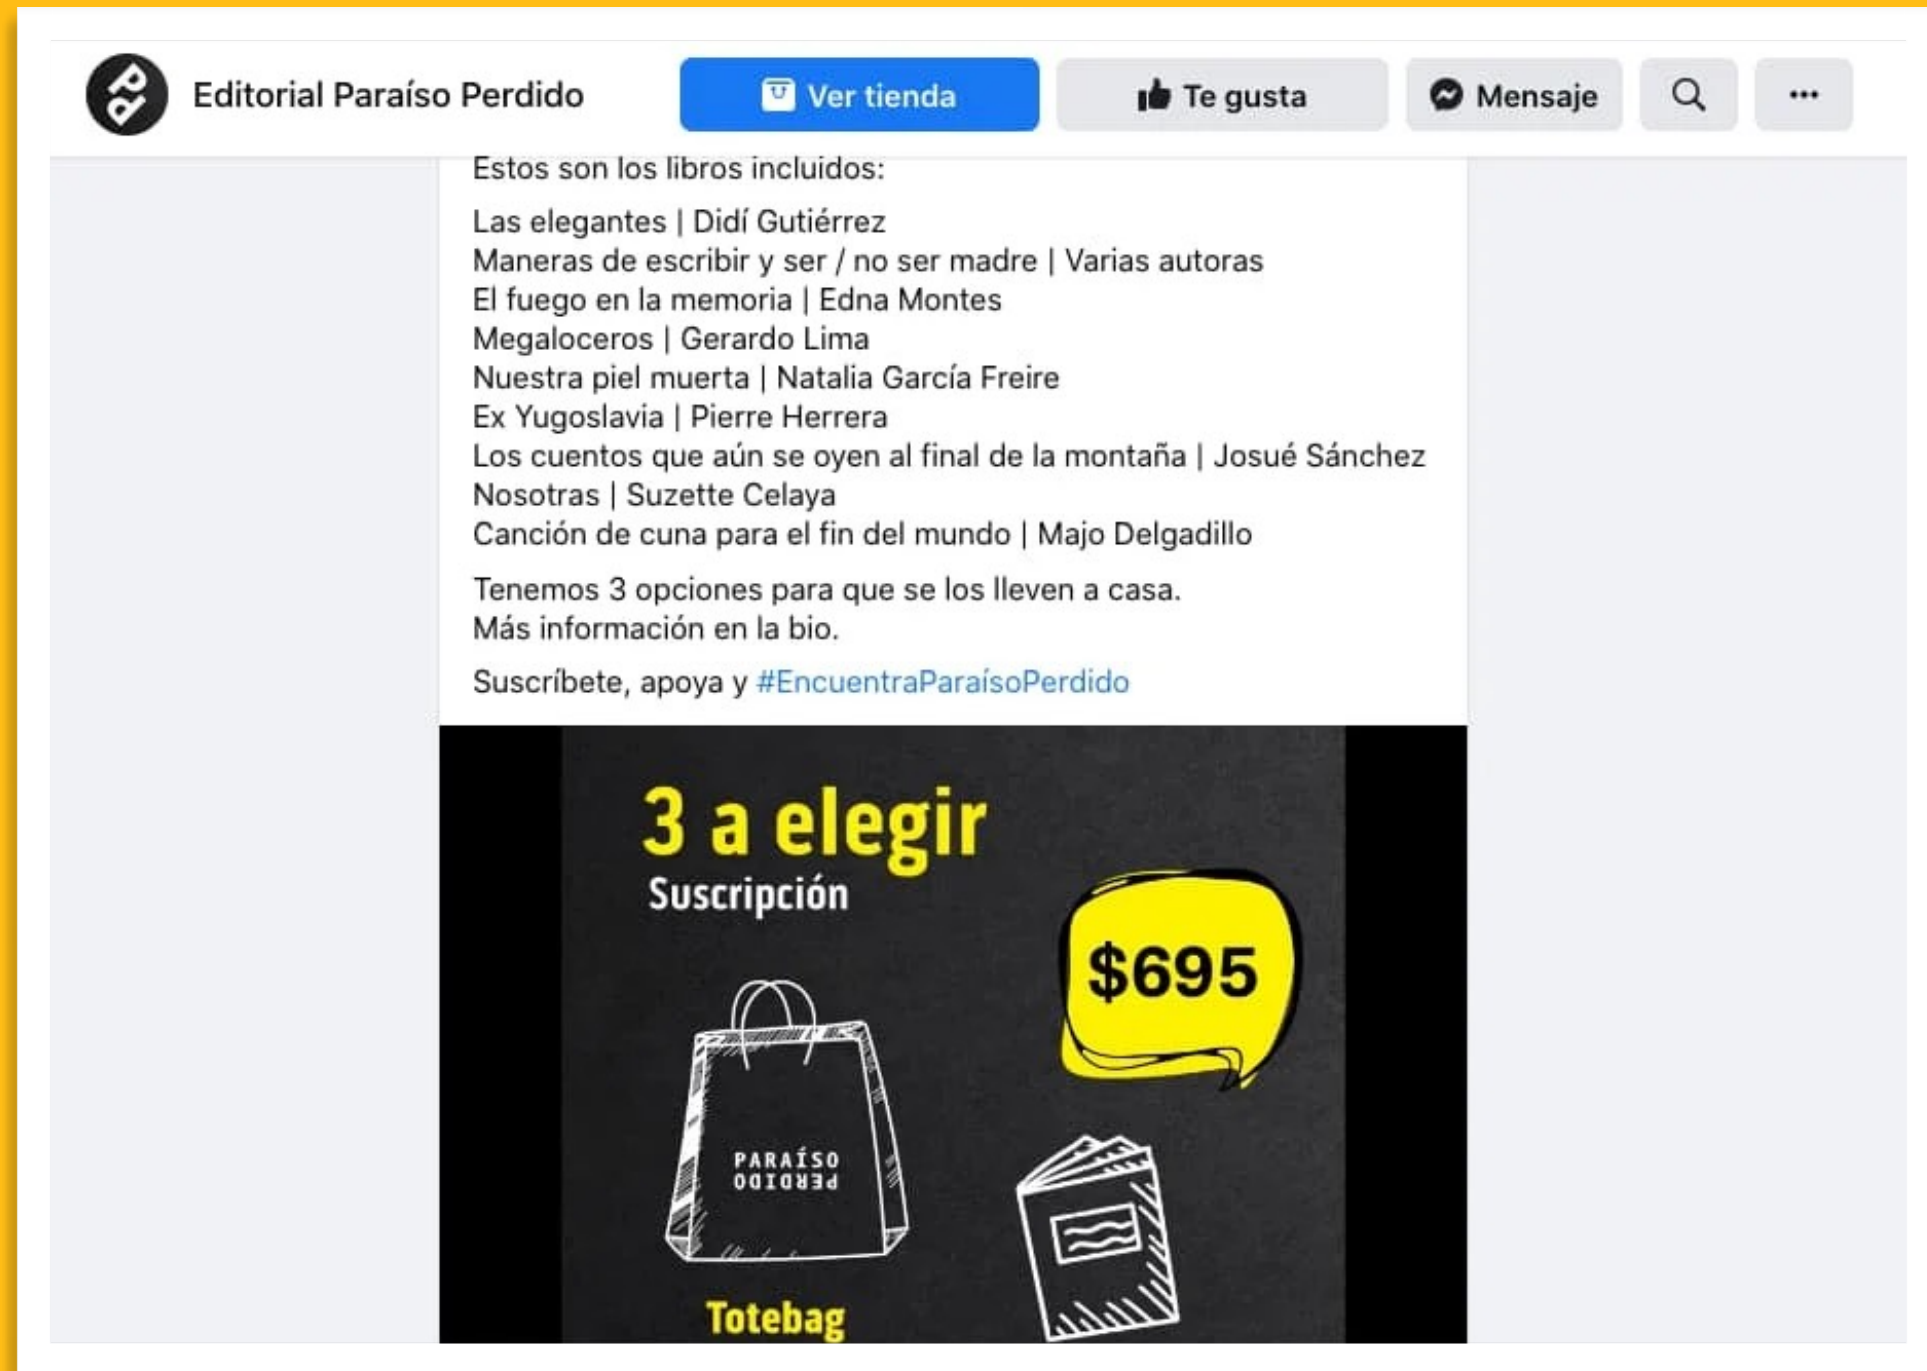 Editorial Paraíso Perdido
Ver tienda
Te gusta
Mensaje
Estos son los libros incluidos:
Las elegantes | Didí Gutiérrez
Maneras de escribir y ser / no ser madre | Varias autoras
El fuego en la memoria | Edna Montes
Megaloceros | Gerardo Lima
Nuestra piel muerta | Natalia García Freire
Ex Yugoslavia | Pierre Herrera
Los cuentos que aún se oyen al final de la montaña | Josué Sánchez
Nosotras | Suzette Celaya
Canción de cuna para el fin del mundo | Majo Delgadillo
Tenemos 3 opciones para que se los lleven a casa.
Más información en la bio.
Suscríbete, apoya y #EncuentraParaísoPerdido
3 a elegir
Suscripción
$695
PARAÍSO
PERDIDO
Totebag